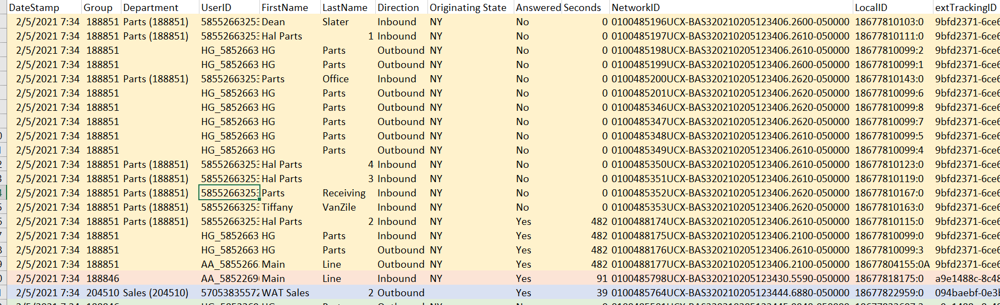 DateStamp Group Department UserID FirstName LastName Direction Originating State Answered Seconds NetworkID LocalID extTrackingID
2/5/2021 7:34 188851 Parts (188851) 58552663253 Dean Slater Inbound NY No 0 0100485196UCX-BAS320210205123406.2600-050000 18677810103:0 9bfd2371-6ce6
2/5/2021 7:34 188851 Parts (188851) 58552663253 Hal Parts 1 Inbound NY No 0 0100485197UCX-BAS320210205123406.2610-050000 18677810111:0 9bfd2371-6ce6
2/5/2021 7:34 188851 HG_5852663 HG Parts Outbound NY No 0 0100485198UCX-BAS320210205123406.2610-050000 18677810099:2 9bfd2371-6ce6
2/5/2021 7:34 188851 HG_5852663 HG Parts Outbound NY No 0 0100485199UCX-BAS320210205123406.2600-050000 18677810099:1 9bfd2371-6ce6
2/5/2021 7:34 188851 Parts (188851) 58552663253 Parts Office Inbound NY No 0 0100485200UCX-BAS320210205123406.2620-050000 18677810143:0 9bfd2371-6ce6
2/5/2021 7:34 188851 HG_5852663 HG Parts Outbound NY No 0 0100485201UCX-BAS320210205123406.2620-050000 18677810099:6 9bfd2371-6ce6
2/5/2021 7:34 188851 HG_5852663 HG Parts Outbound NY No 0 0100485346UCX-BAS320210205123406.2620-050000 18677810099:8 9bfd2371-6ce6
2/5/2021 7:34 188851 HG_5852663 HG Parts Outbound NY No 0 0100485347UCX-BAS320210205123406.2620-050000 18677810099:7 9bfd2371-6ce6
2/5/2021 7:34 188851 HG_5852663 HG Parts Outbound NY No 0 0100485348UCX-BAS320210205123406.2610-050000 18677810099:5 9bfd2371-6ce6
2/5/2021 7:34 188851 HG_5852663 HG Parts Outbound NY No 0 0100485349UCX-BAS320210205123406.2610-050000 18677810099:4 9bfd2371-6ce6
2/5/2021 7:34 188851 Parts (188851) 58552663253 Hal Parts 4 Inbound NY No 0 0100485350UCX-BAS320210205123406.2610-050000 18677810123:0 9bfd2371-6ce6
2/5/2021 7:34 188851 Parts (188851) 58552663253 Hal Parts 3 Inbound NY No 0 0100485351UCX-BAS320210205123406.2610-050000 18677810119:0 9bfd2371-6ce6
2/5/2021 7:34 188851 Parts (188851) 58552663253 Parts Receiving Inbound NY No 0 0100485352UCX-BAS320210205123406.2620-050000 18677810167:0 9bfd2371-6ce6
2/5/2021 7:34 188851 Parts (188851) 58552663253 Tiffany VanZile Inbound NY No 0 0100485353UCX-BAS320210205123406.2620-050000 18677810163:0 9bfd2371-6ce6
2/5/2021 7:34 188851 Parts (188851) 58552663253 Hal Parts 2 Inbound NY Yes 482 0100488174UCX-BAS320210205123406.2610-050000 18677810115:0 9bfd2371-6ce6
2/5/2021 7:34 188851 HG_5852663 HG Parts Inbound NY Yes 482 0100488175UCX-BAS320210205123406.2100-050000 18677810099:0 9bfd2371-6ce6
2/5/2021 7:34 188851 HG_5852663 HG Parts Outbound NY Yes 482 0100488176UCX-BAS320210205123406.2610-050000 18677810099:3 9bfd2371-6ce6
2/5/2021 7:34 188851 AA_5855266 Main Line Outbound NY Yes 482 0100488177UCX-BAS320210205123406.2100-050000 18677804155:0A 9bfd2371-6ce6
2/5/2021 7:34 188846 AA_5852269 Main Line Inbound NY Yes 91 0100485798UCX-BAS320210205123430.5590-050000 18677818175:0 a9e1488c-8c48
2/5/2021 7:34 204510 Sales (204510) 57053835572 WAT Sales 2 Outbound Yes 39 0100485764UCX-BAS320210205123444.6880-050000 18677822959:0 094baebf-0e3